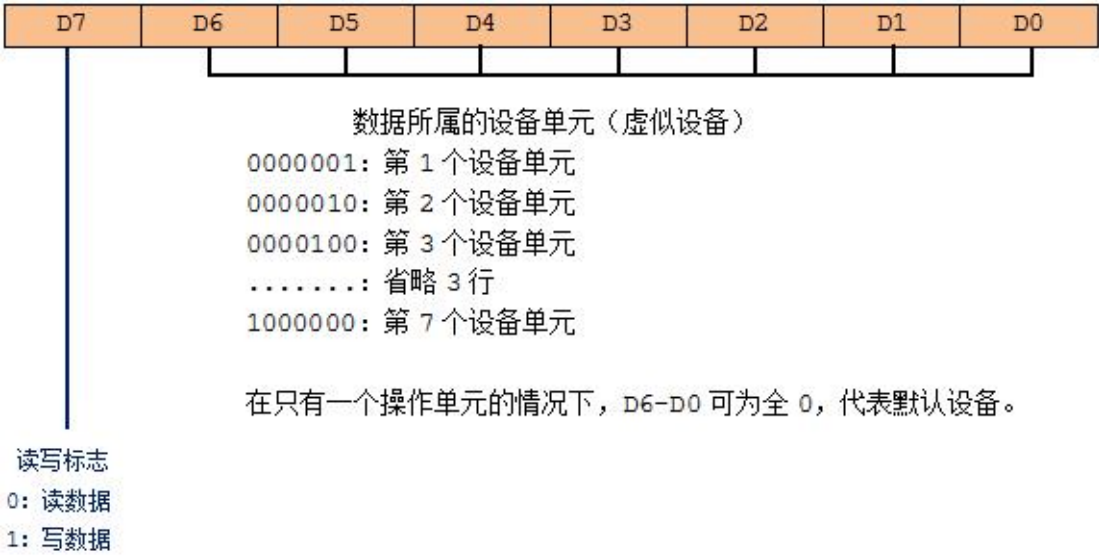 D7 D6 D5 D4 D3 D2 D1 D0
数据所属的设备单元（虚似设备）
0000001: 第 1 个设备单元
0000010: 第 2 个设备单元
0000100: 第 3 个设备单元
.......: 省略 3 行
1000000: 第 7 个设备单元
在只有一个操作单元的情况下，D6-D0 可为全 0，代表默认设备。
读写标志
0: 读数据
1: 写数据